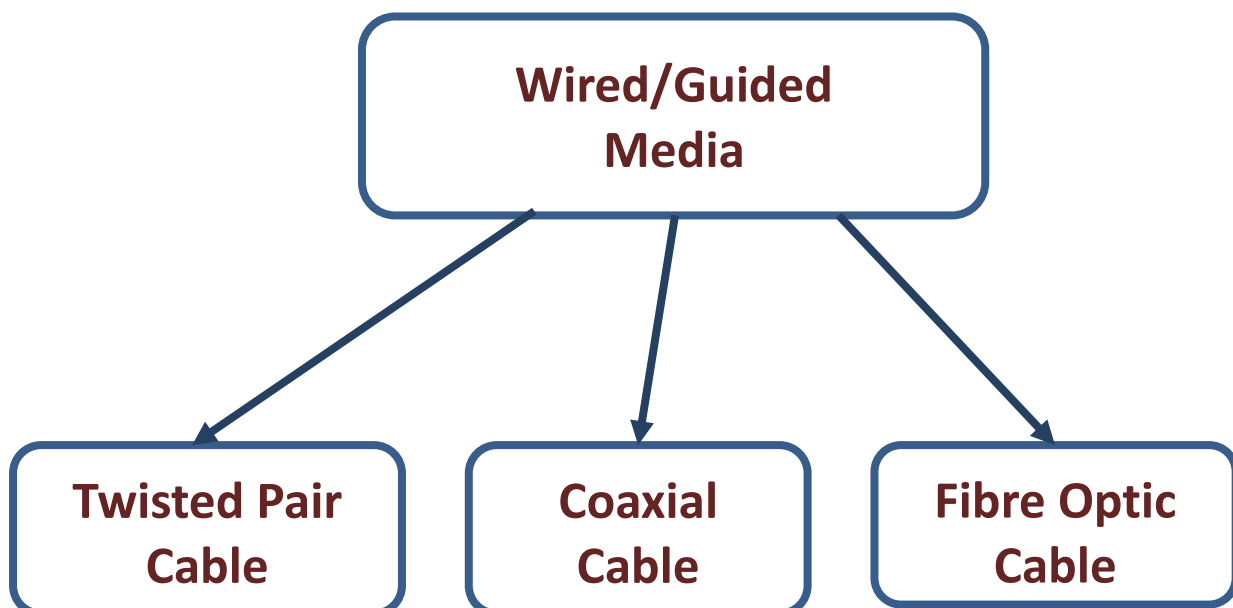 Wired/Guided
Media
Twisted Pair
Cable
Coaxial
Cable
Fibre Optic
Cable